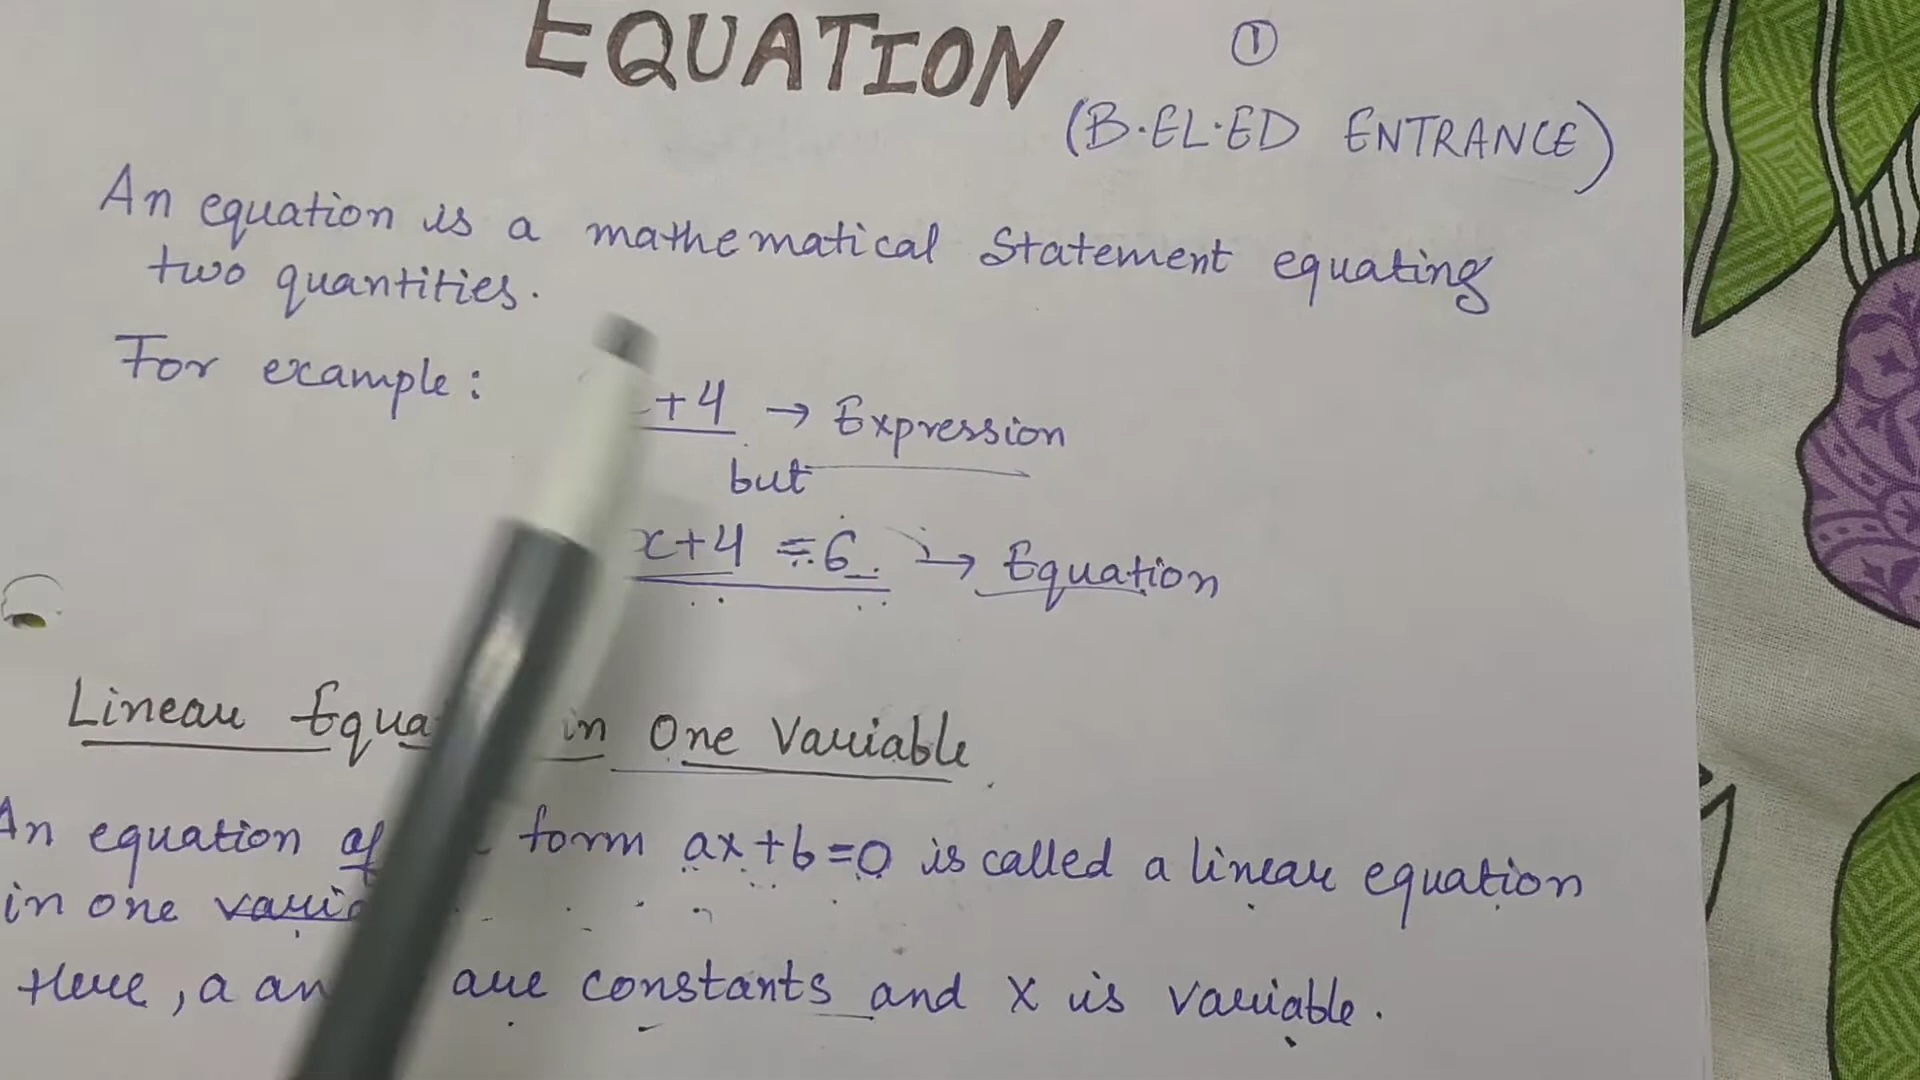 EQUATION
①
(B.EL.ED ENTRANCE)
An equation is a mathematical Statement equating
two quantities.
For example:
+4 → Expression
but
x+4 = 6 → Equation
Linear Equa in One Variable
An equation of form ax+b=0 is called a linear equation
in one
Here, a an are constants and x is variable.